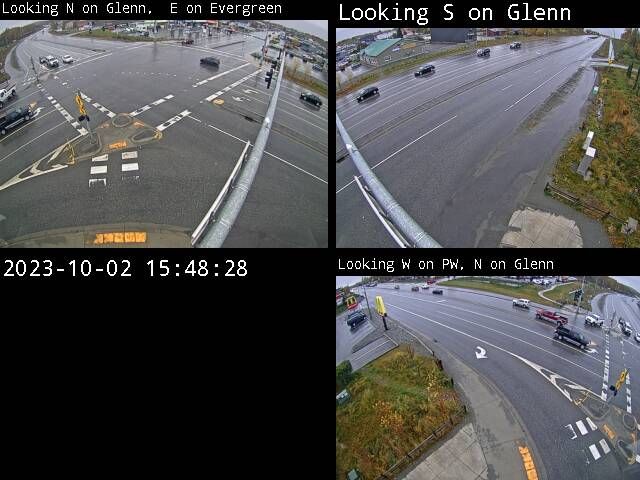 Looking N on Glenn,  E on Evergreen
Looking S on Glenn
2023-10-02 15:48:28
Looking W on PW, N on Glenn